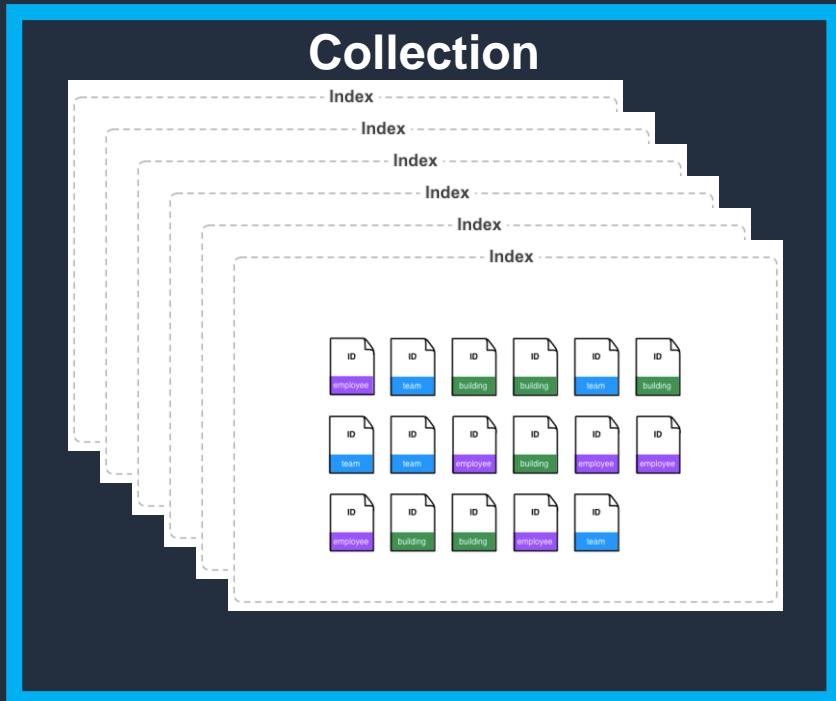 Collection
Index
Index
Index
Index
Index
Index
ID ID ID ID ID ID
employee team building building team building
ID ID ID ID ID ID
team team employee building employee employee
ID ID ID ID ID
employee building building employee team